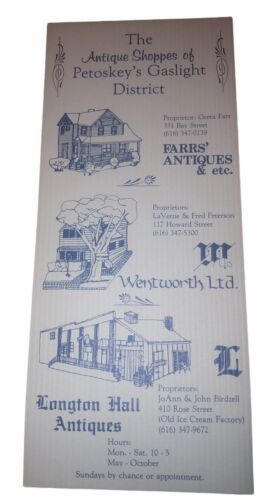 The
Antique Shoppes of
Petoskey's Gaslight
District
Proprietor: Geeta Farr
331 Bay Street
(616) 347-0239
FARRS'
ANTIQUES
& etc.
Proprietors:
LaVerne & Fred Peterson
117 Howard Street
(616) 347-5300
W
Wentworth Ltd.
L
Longton Hall
Antiques
Proprietors:
JoAnn & John Birdzell
410 Rose Street
(Old Ice Cream Factory)
(616) 347-9672
Hours:
Mon. - Sat. 10 - 5
May - October
Sundays by chance or appointment.